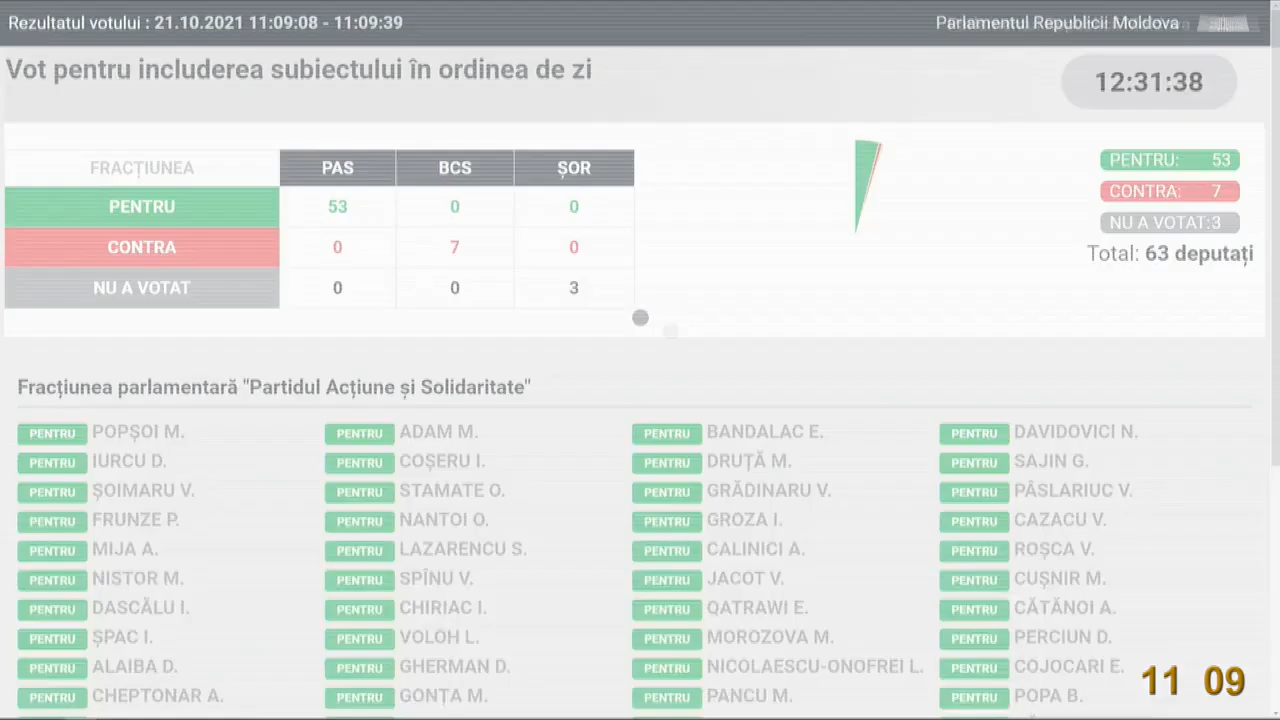 Rezultatul votului : 21.10.2021 11:09:08 - 11:09:39
Parlamentul Republicii Moldova
Vot pentru includerea subiectului în ordinea de zi
12:31:38
FRACȚIUNEA PAS BCS ȘOR
PENTRU 53 0 0
CONTRA 0 7 0
NU A VOTAT 0 0 3
PENTRU: 53
CONTRA: 7
NU A VOTAT:3
Total: 63 deputați
Fracțiunea parlamentară "Partidul Acțiune și Solidaritate"
PENTRU POPȘOI M. PENTRU ADAM M. PENTRU BANDALAC E. PENTRU DAVIDOVICI N.
PENTRU IURCU D. PENTRU COȘERU I. PENTRU DRUȚĂ M. PENTRU SAJIN G.
PENTRU ȘOIMARU V. PENTRU STAMATE O. PENTRU GRĂDINARU V. PENTRU PÂSLARIUC V.
PENTRU FRUNZE P. PENTRU NANTOI O. PENTRU GROZA I. PENTRU CAZACU V.
PENTRU MIJA A. PENTRU LAZARENCU S. PENTRU CALINICI A. PENTRU ROȘCA V.
PENTRU NISTOR M. PENTRU SPÎNU V. PENTRU JACOT V. PENTRU CUȘNIR M.
PENTRU DASCĂLU I. PENTRU CHIRIAC I. PENTRU QATRAWI E. PENTRU CĂTĂNOI A.
PENTRU ȘPAC I. PENTRU VOLOH L. PENTRU MOROZOVA M. PENTRU PERCIUN D.
PENTRU ALAIBA D. PENTRU GHERMAN D. PENTRU NICOLAESCU-ONOFREI L. PENTRU COJOCARI E.
PENTRU CHEPTONAR A. PENTRU GONȚA M. PENTRU PANCU M. PENTRU POPA B.
11 09